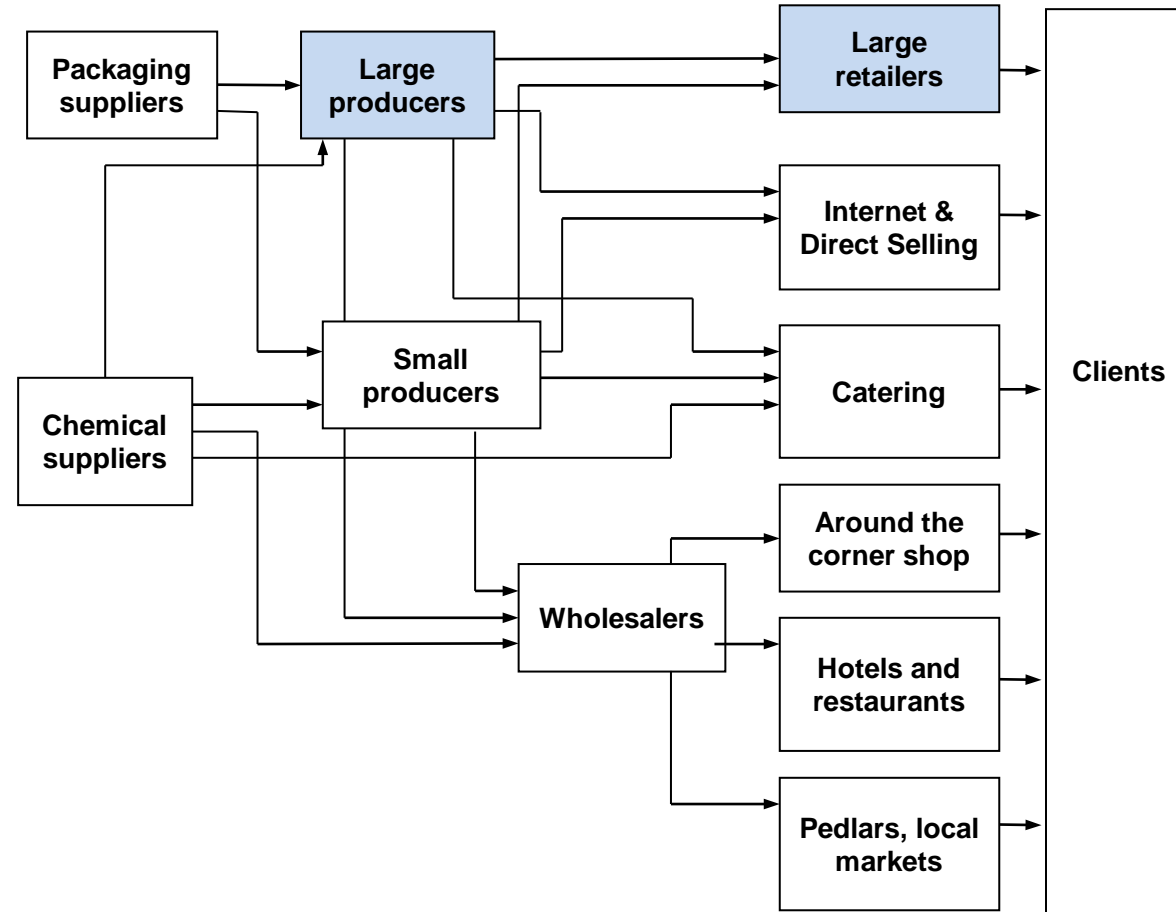 Packaging
suppliers
Large
producers
Large
retailers
Internet &
Direct Selling
Small
producers
Catering
Clients
Chemical
suppliers
Around the
corner shop
Wholesalers
Hotels and
restaurants
Pedlars, local
markets